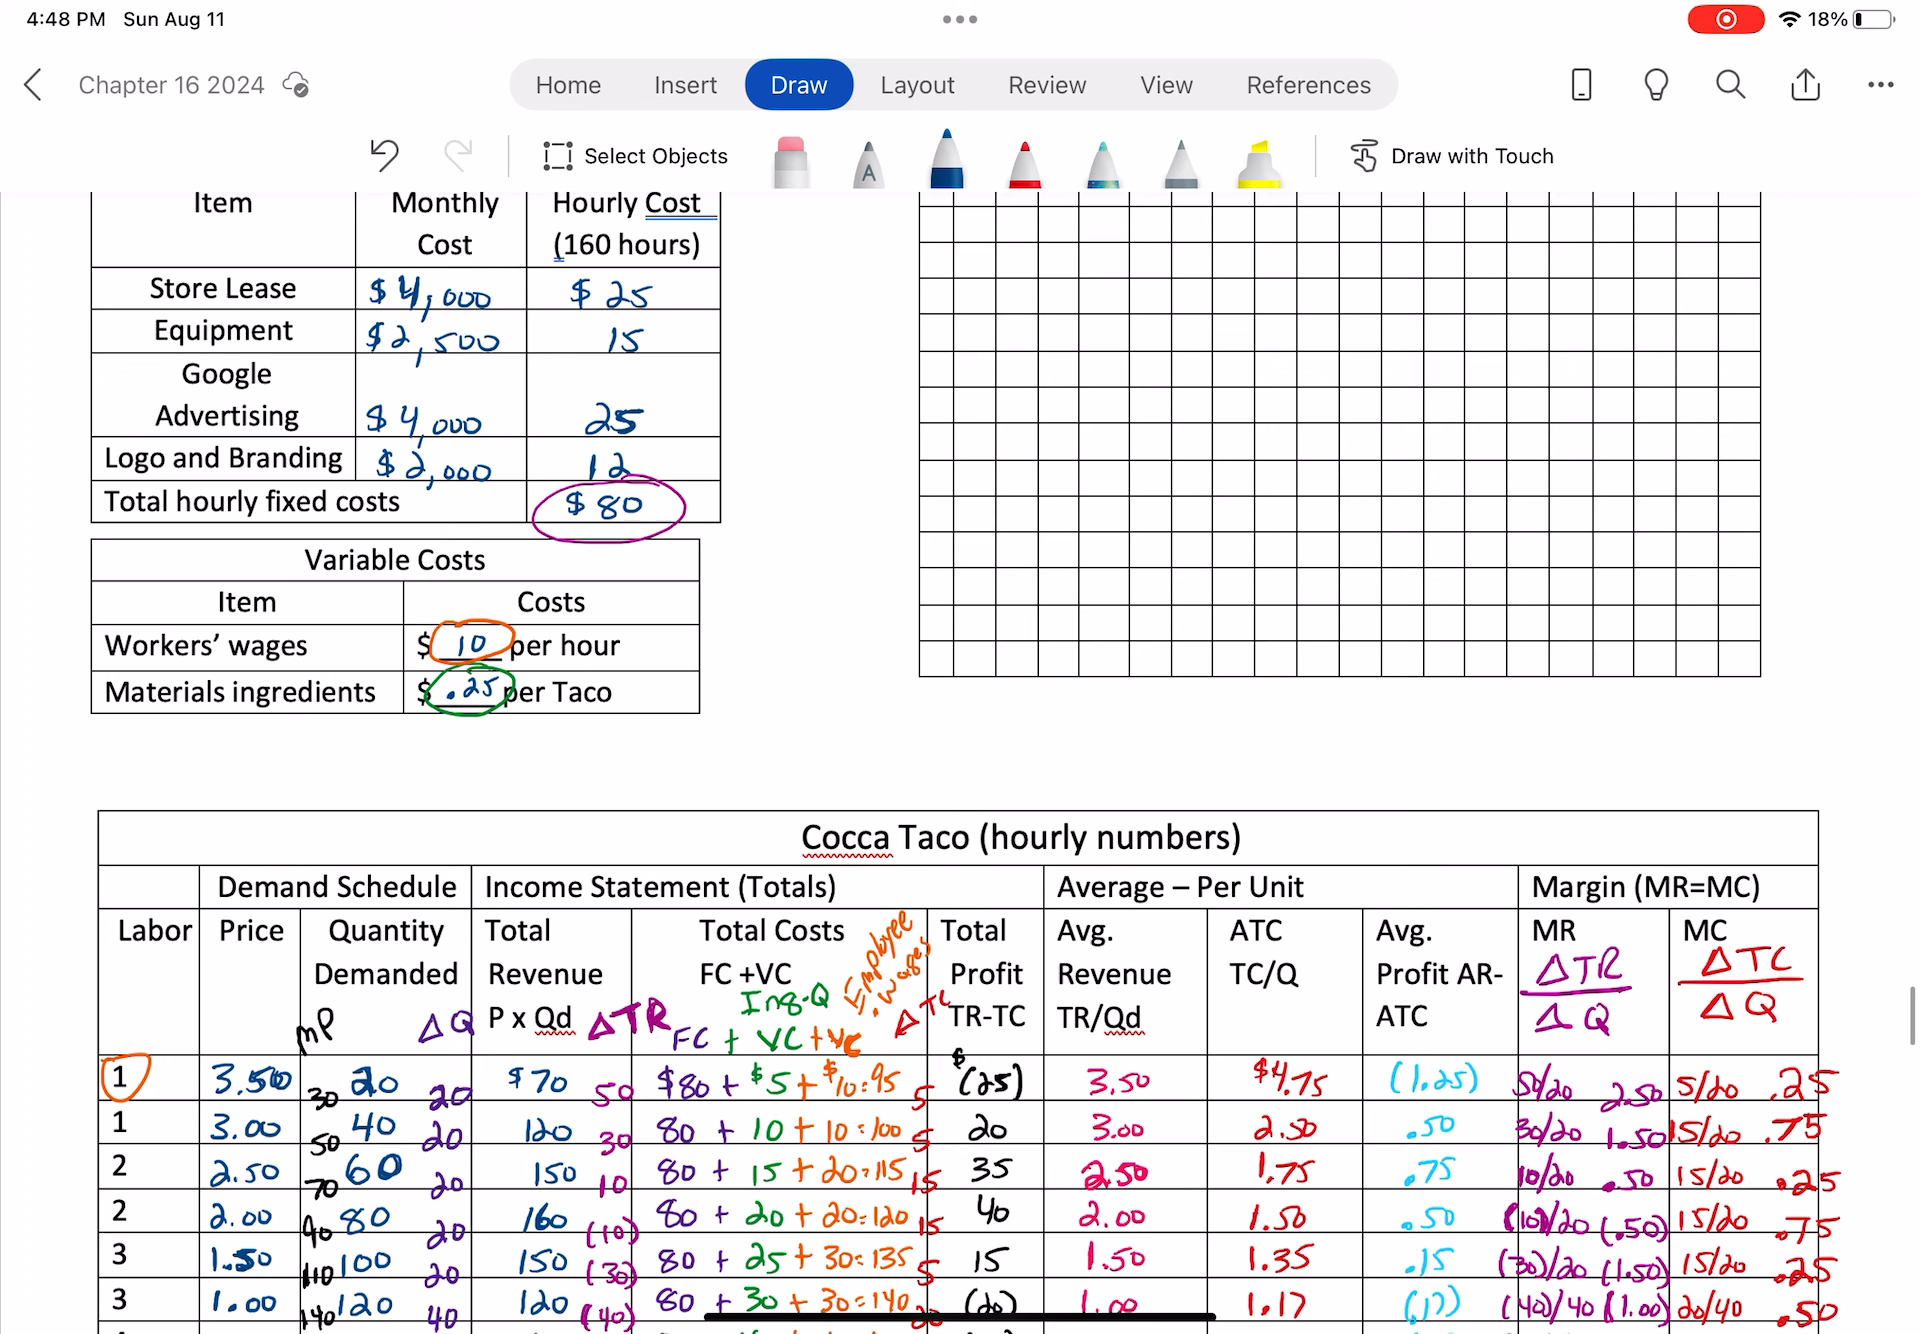 4:48 PM Sun Aug 11
18%
Chapter 16 2024
Home Insert Draw Layout Review View References
Select Objects
A
Draw with Touch
Item Monthly Cost Hourly Cost (160 hours)
Store Lease $4,000 $25
Equipment $2,500 15
Google Advertising $4,000 25
Logo and Branding $2,000 12
Total hourly fixed costs $80
Variable Costs
Item Costs
Workers' wages $ 10 per hour
Materials ingredients $ .25 per Taco
Cocca Taco (hourly numbers)
Demand Schedule Income Statement (Totals) Average – Per Unit Margin (MR=MC)
Labor Price Quantity Demanded Total Revenue P x Qd Total Costs FC +VC Total Profit TR-TC Avg. Revenue TR/Qd ATC TC/Q Avg. Profit AR-ATC MR MC
Employee
Wages
Ing.Q
ΔTR/ΔQ ΔTC/ΔQ
MP ΔQ ΔTR FC + VC + VC ΔTC
1 3.50 30 20 20 $70 50 $80 + $5 + $10=95 5 $(25) 3.50 $4.75 (1.25) 50/20 2.50 5/20 .25
1 3.00 50 40 20 120 30 80 + 10 + 10=100 5 20 3.00 2.50 .50 30/20 1.50 15/20 .75
2 2.50 70 60 20 150 10 80 + 15 + 20=115 15 35 2.50 1.75 .75 10/20 .50 15/20 .25
2 2.00 90 80 20 160 (10) 80 + 20 + 20=120 15 40 2.00 1.50 .50 (10)/20 (.50) 15/20 .75
3 1.50 110 100 20 150 (30) 80 + 25 + 30=135 5 15 1.50 1.35 .15 (30)/20 (1.50) 15/20 .25
3 1.00 140 120 40 120 (40) 80 + 30 + 30=140 20 (20) 1.00 1.17 (.17) (40)/40 (1.00) 20/40 .50